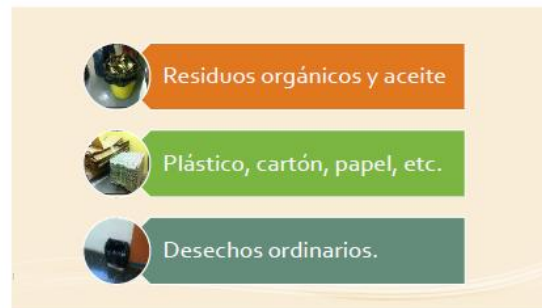 Residuos orgánicos y aceite
Plástico, cartón, papel, etc.
Desechos ordinarios.